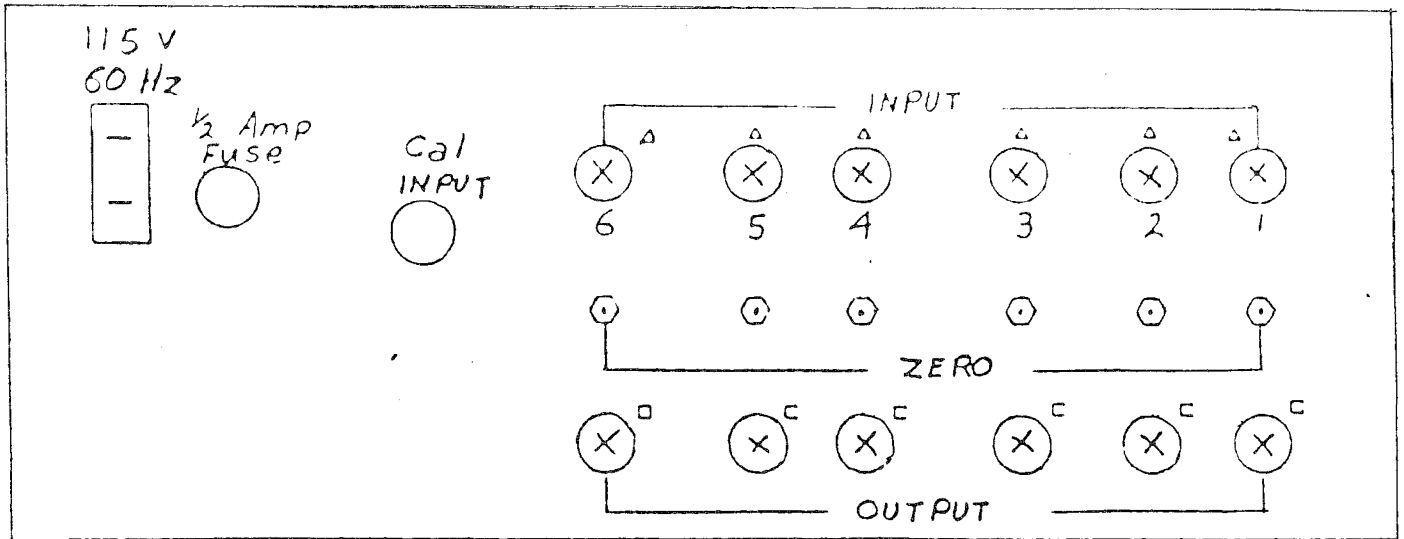 115 V
60 Hz
1/2 Amp
Fuse
Cal
INPUT
INPUT
6 5 4 3 2 1
ZERO
OUTPUT